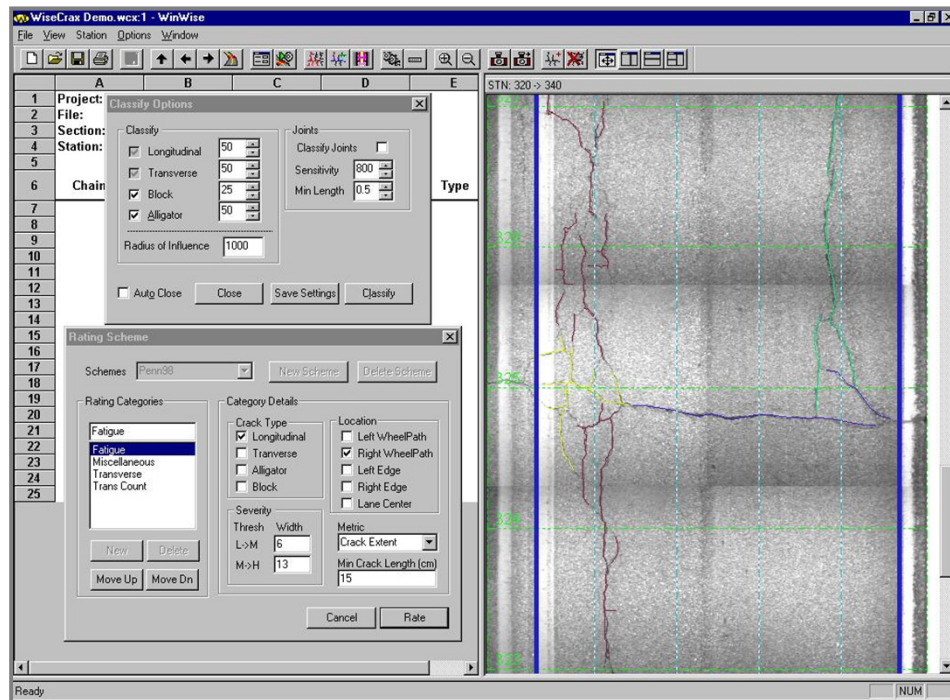 WiseCrax Demo.wcx:1 - WinWise
File View Station Options Window
A B C D E
STN: 320 -> 340
1 Project:
2 File:
3 Section:
4 Station:
5
6 Chain Type
7
8
9
10
11
12
13
14
15
16
17
18
19
20
21
22
23
24
25
Classify Options
Classify
Longitudinal 50
Transverse 50
Block 25
Alligator 50
Radius of Influence 1000
Joints
Classify Joints
Sensitivity 800
Min Length 0.5
Auto Close Close Save Settings Classify
Rating Scheme
Schemes Penn98 New Scheme Delete Scheme
Rating Categories
Fatigue
Fatigue
Miscellaneous
Transverse
Trans Count
New Delete
Move Up Move Dn
Category Details
Crack Type
Longitudinal
Tranverse
Alligator
Block
Location
Left WheelPath
Right WheelPath
Left Edge
Right Edge
Lane Center
Severity
Thresh Width
L->M 6
M->H 13
Metric
Crack Extent
Min Crack Length (cm)
15
Cancel Rate
326
325
324
Ready NUM